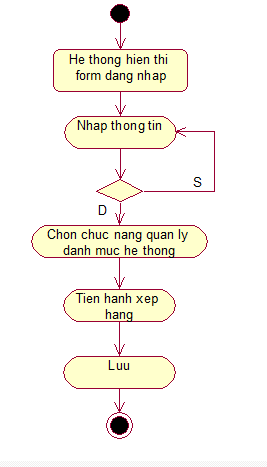 He thong hien thi
form dang nhap
Nhap thong tin
S
D
Chon chuc nang quan ly
danh muc he thong
Tien hanh xep
hang
Luu